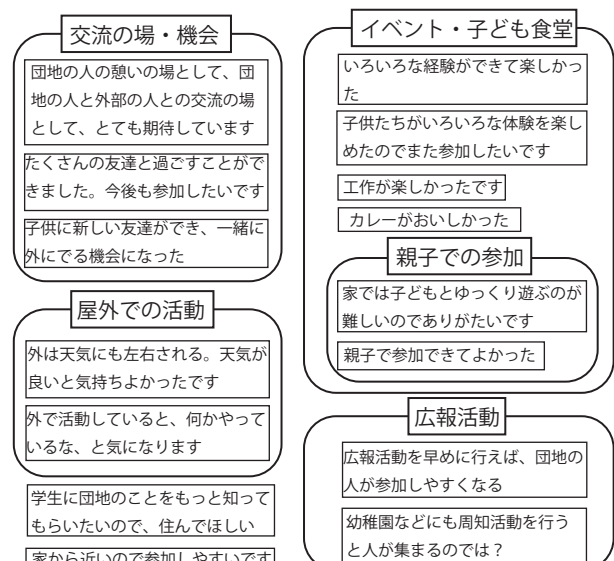 交流の場・機会
団地の人の憩いの場として、団
地の人と外部の人との交流の場
として、とても期待しています
たくさんの友達と過ごすことがで
きました。今後も参加したいです
子供に新しい友達ができ、一緒に
外にでる機会になった
屋外での活動
外は天気にも左右される。天気が
良いと気持ちよかったです
外で活動していると、何かやって
いるな、と気になります
学生に団地のことをもっと知って
もらいたいので、住んでほしい
家から近いので参加しやすいです
イベント・子ども食堂
いろいろな経験ができて楽しかっ
た
子供たちがいろいろな体験を楽し
めたのでまた参加したいです
工作が楽しかったです
カレーがおいしかった
親子での参加
家では子どもとゆっくり遊ぶのが
難しいのでありがたいです
親子で参加できてよかった
広報活動
広報活動を早めに行えば、団地の
人が参加しやすくなる
幼稚園などにも周知活動を行う
と人が集まるのでは？